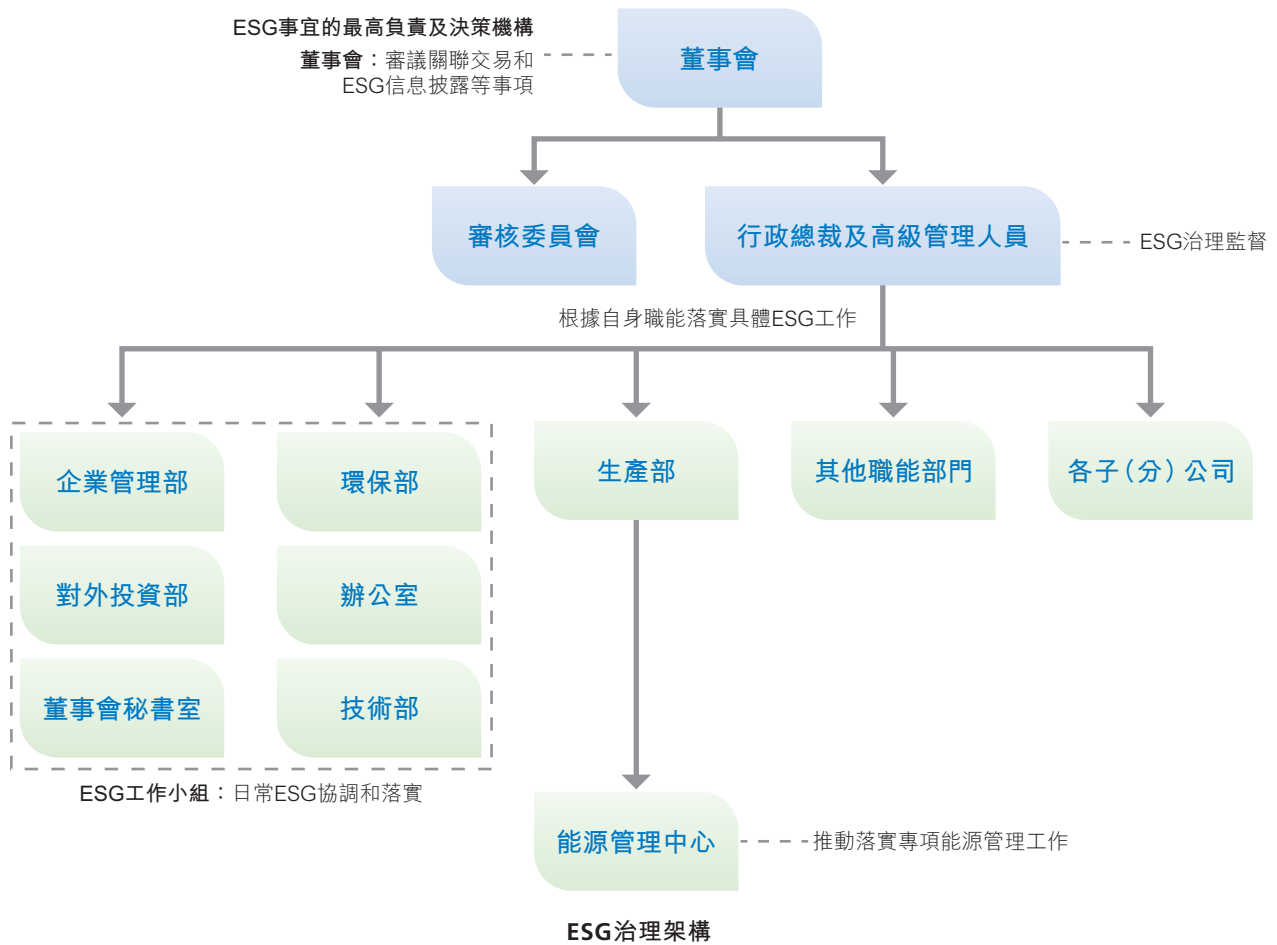 ESG事宜的最高負責及決策機構
董事會：審議關聯交易和
ESG信息披露等事項
董事會
審核委員會
行政總裁及高級管理人員
ESG治理監督
根據自身職能落實具體ESG工作
企業管理部
環保部
生產部
其他職能部門
各子（分）公司
對外投資部
辦公室
董事會秘書室
技術部
ESG工作小組：日常ESG協調和落實
能源管理中心
推動落實專項能源管理工作
ESG治理架構